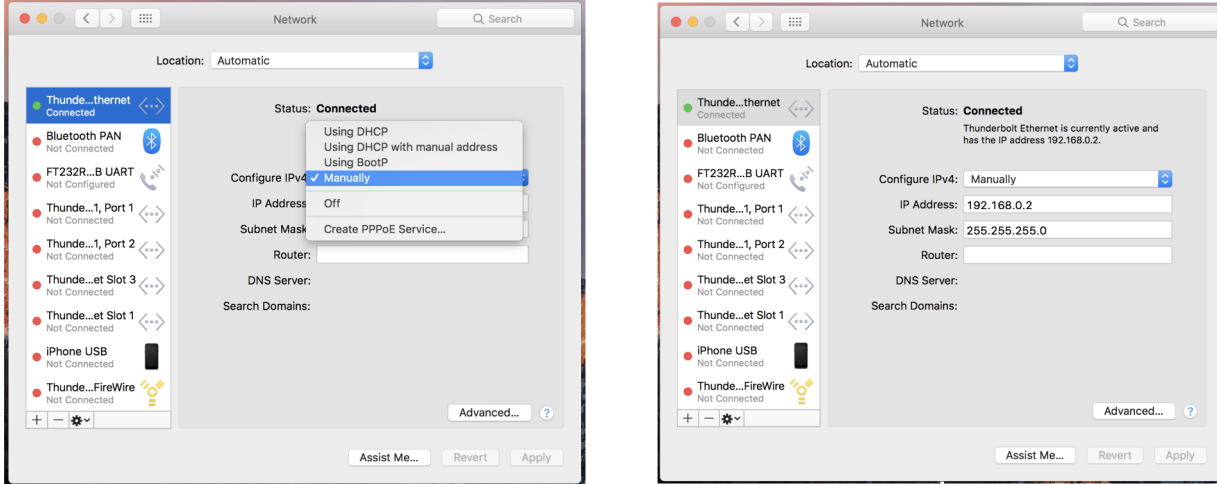 Network
Search
Location: Automatic
Thunde...thernet
Connected
Bluetooth PAN
Not Connected
FT232R...B UART
Not Configured
Thunde...1, Port 1
Not Connected
Thunde...1, Port 2
Not Connected
Thunde...et Slot 3
Not Connected
Thunde...et Slot 1
Not Connected
iPhone USB
Not Connected
Thunde...FireWire
Not Connected
Status: Connected
Using DHCP
Using DHCP with manual address
Using BootP
Configure IPv4 ✓ Manually
IP Address
Off
Subnet Mask
Create PPPoE Service...
Router:
DNS Server:
Search Domains:
Advanced... ?
Assist Me... Revert Apply
Network
Search
Location: Automatic
Thunde...thernet
Connected
Bluetooth PAN
Not Connected
FT232R...B UART
Not Configured
Thunde...1, Port 1
Not Connected
Thunde...1, Port 2
Not Connected
Thunde...et Slot 3
Not Connected
Thunde...et Slot 1
Not Connected
iPhone USB
Not Connected
Thunde...FireWire
Not Connected
Status: Connected
Thunderbolt Ethernet is currently active and
has the IP address 192.168.0.2.
Configure IPv4: Manually
IP Address: 192.168.0.2
Subnet Mask: 255.255.255.0
Router:
DNS Server:
Search Domains:
Advanced... ?
Assist Me... Revert Apply